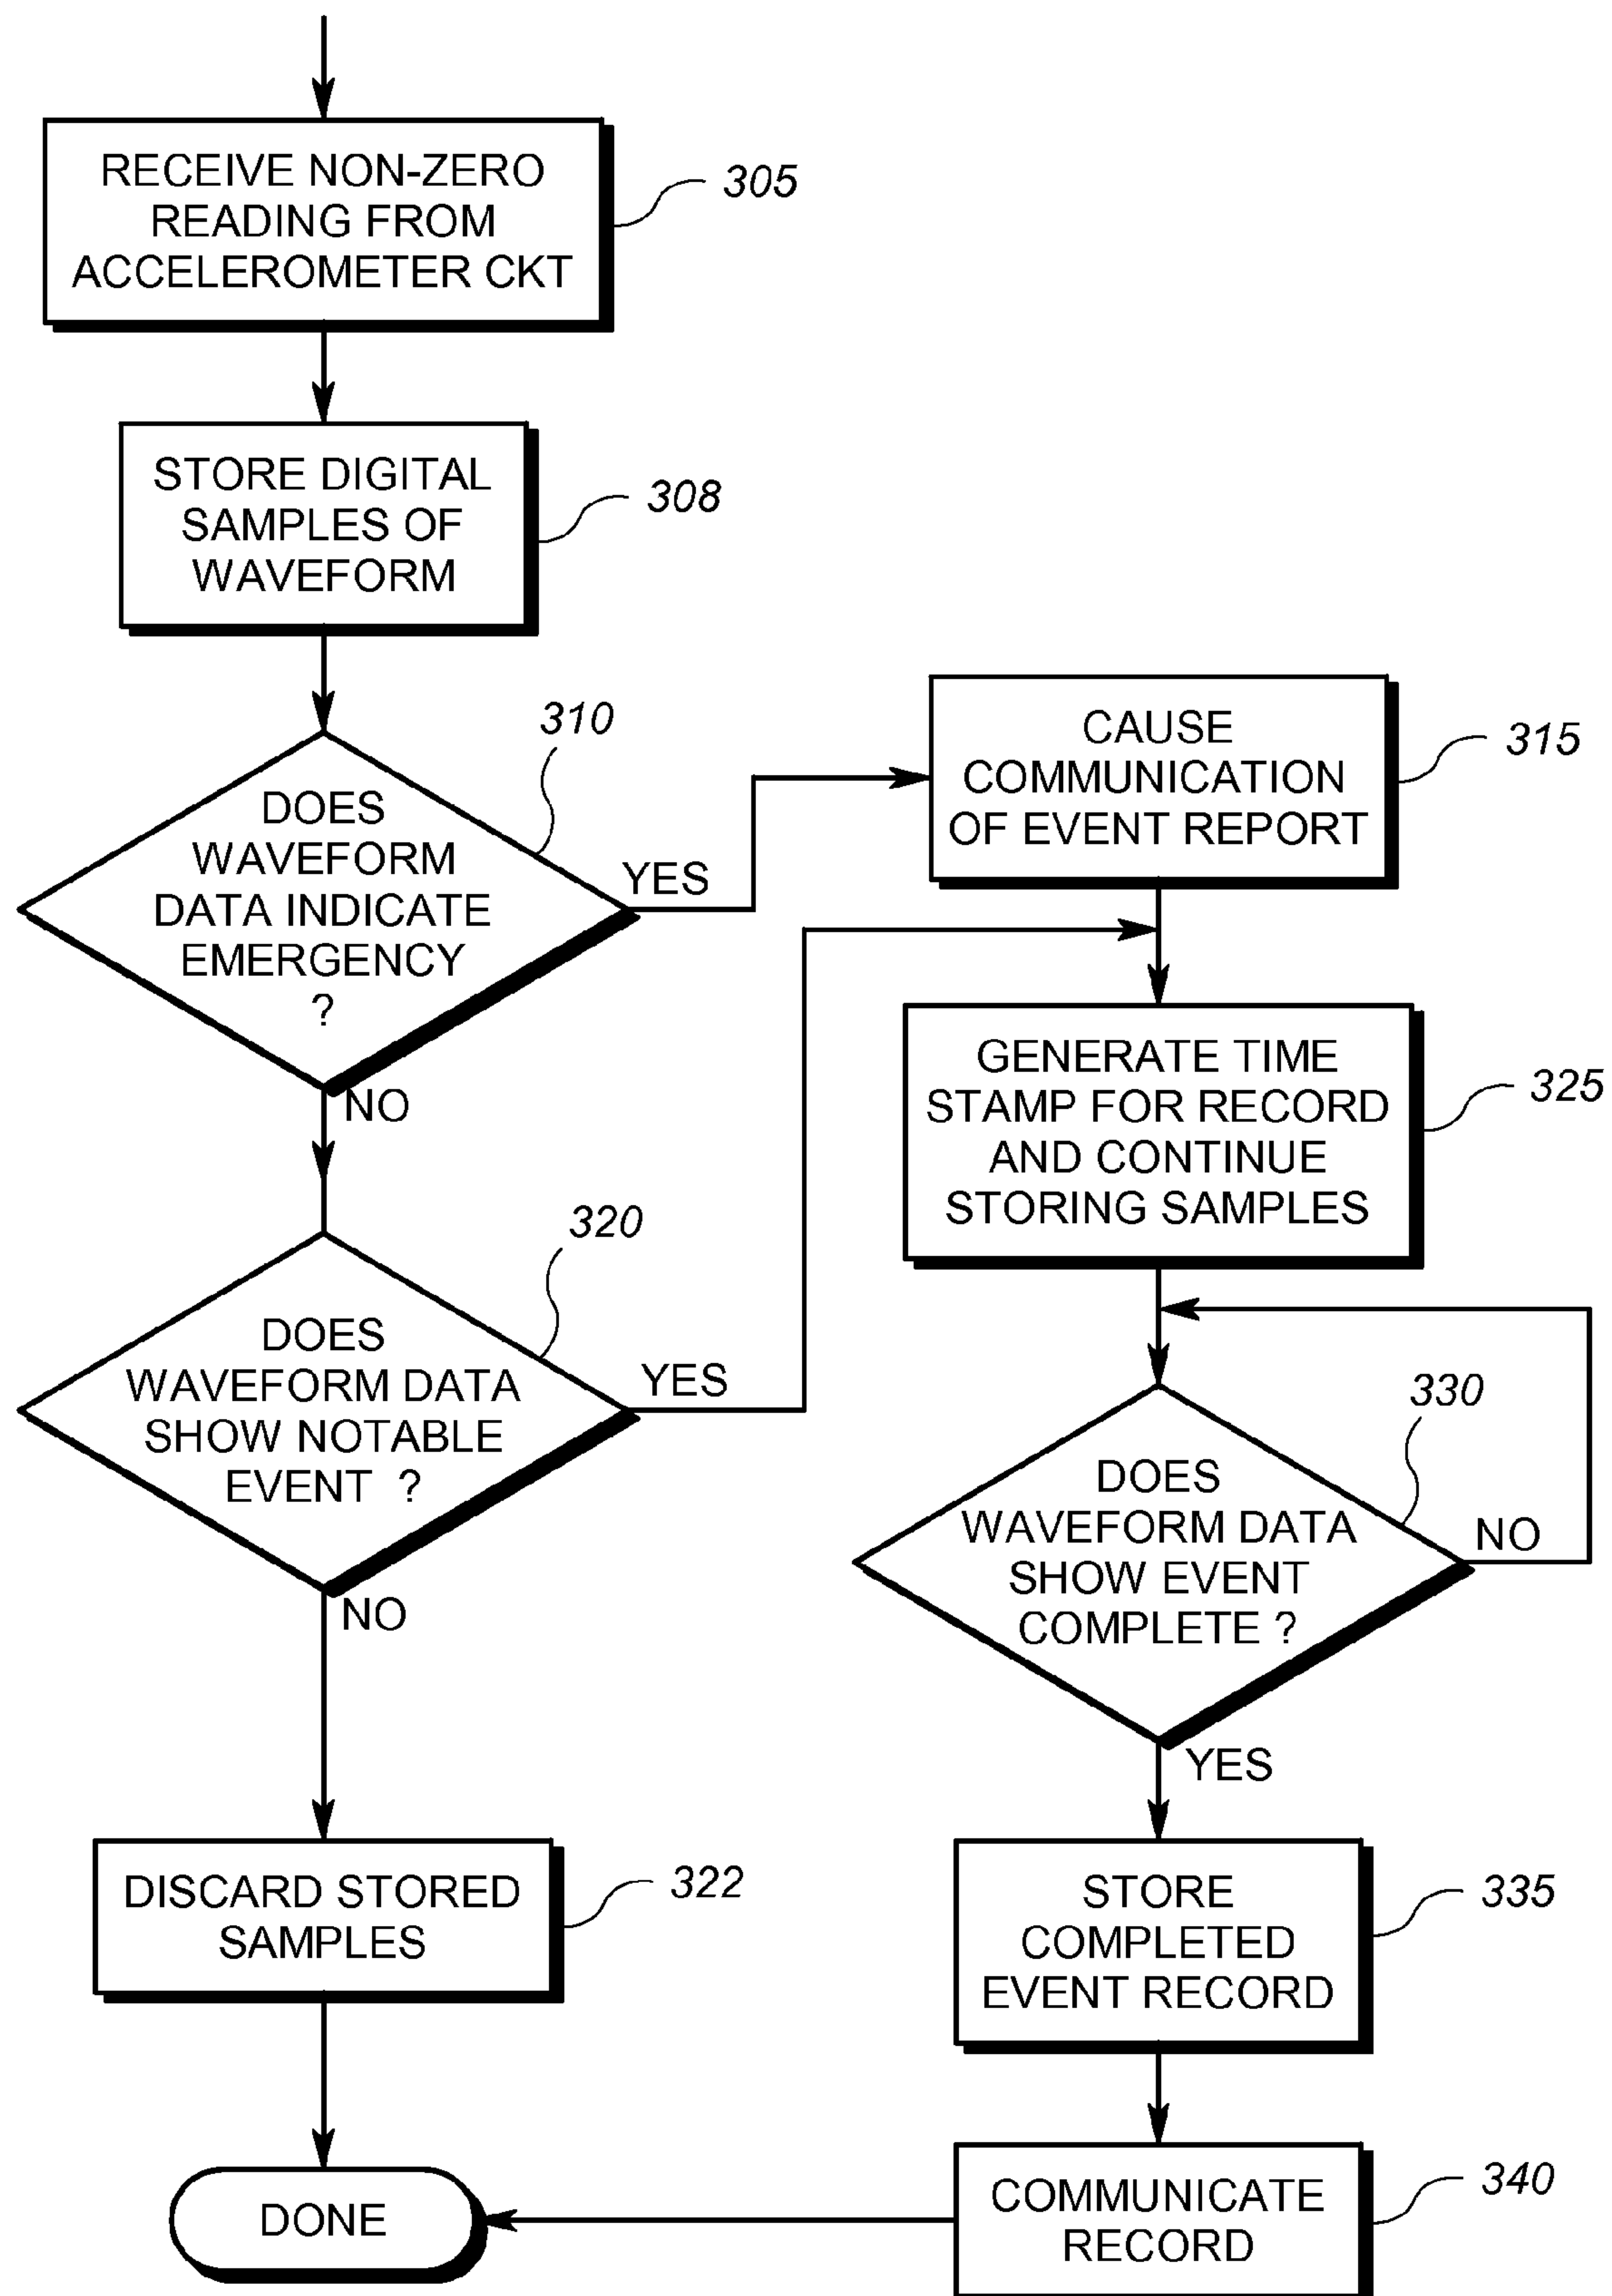 RECEIVE NON-ZERO
READING FROM
ACCELEROMETER CKT
305
STORE DIGITAL
SAMPLES OF
WAVEFORM
308
310
DOES
WAVEFORM
DATA INDICATE
EMERGENCY
?
YES
NO
CAUSE
COMMUNICATION
OF EVENT REPORT
315
320
DOES
WAVEFORM DATA
SHOW NOTABLE
EVENT ?
YES
NO
GENERATE TIME
STAMP FOR RECORD
AND CONTINUE
STORING SAMPLES
325
330
DOES
WAVEFORM DATA
SHOW EVENT
COMPLETE ?
NO
YES
DISCARD STORED
SAMPLES
322
STORE
COMPLETED
EVENT RECORD
335
COMMUNICATE
RECORD
340
DONE